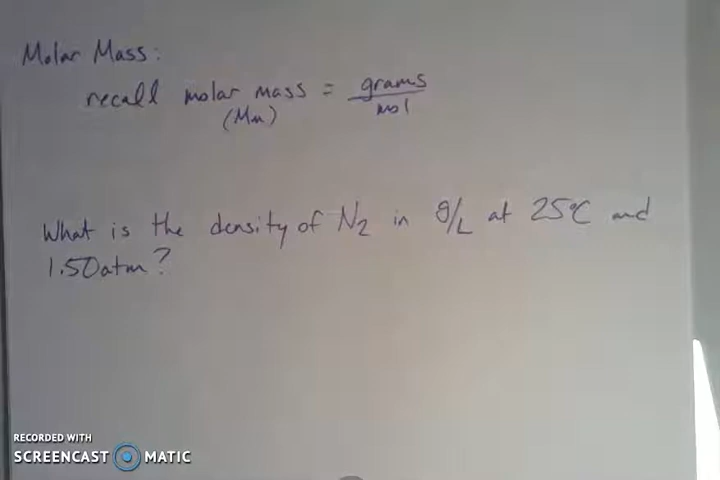 Molar Mass:
recall molar mass = grams/mol
(Mm)
What is the density of N₂ in g/L at 25°C and
1.50atm?
RECORDED WITH
SCREENCAST MATIC